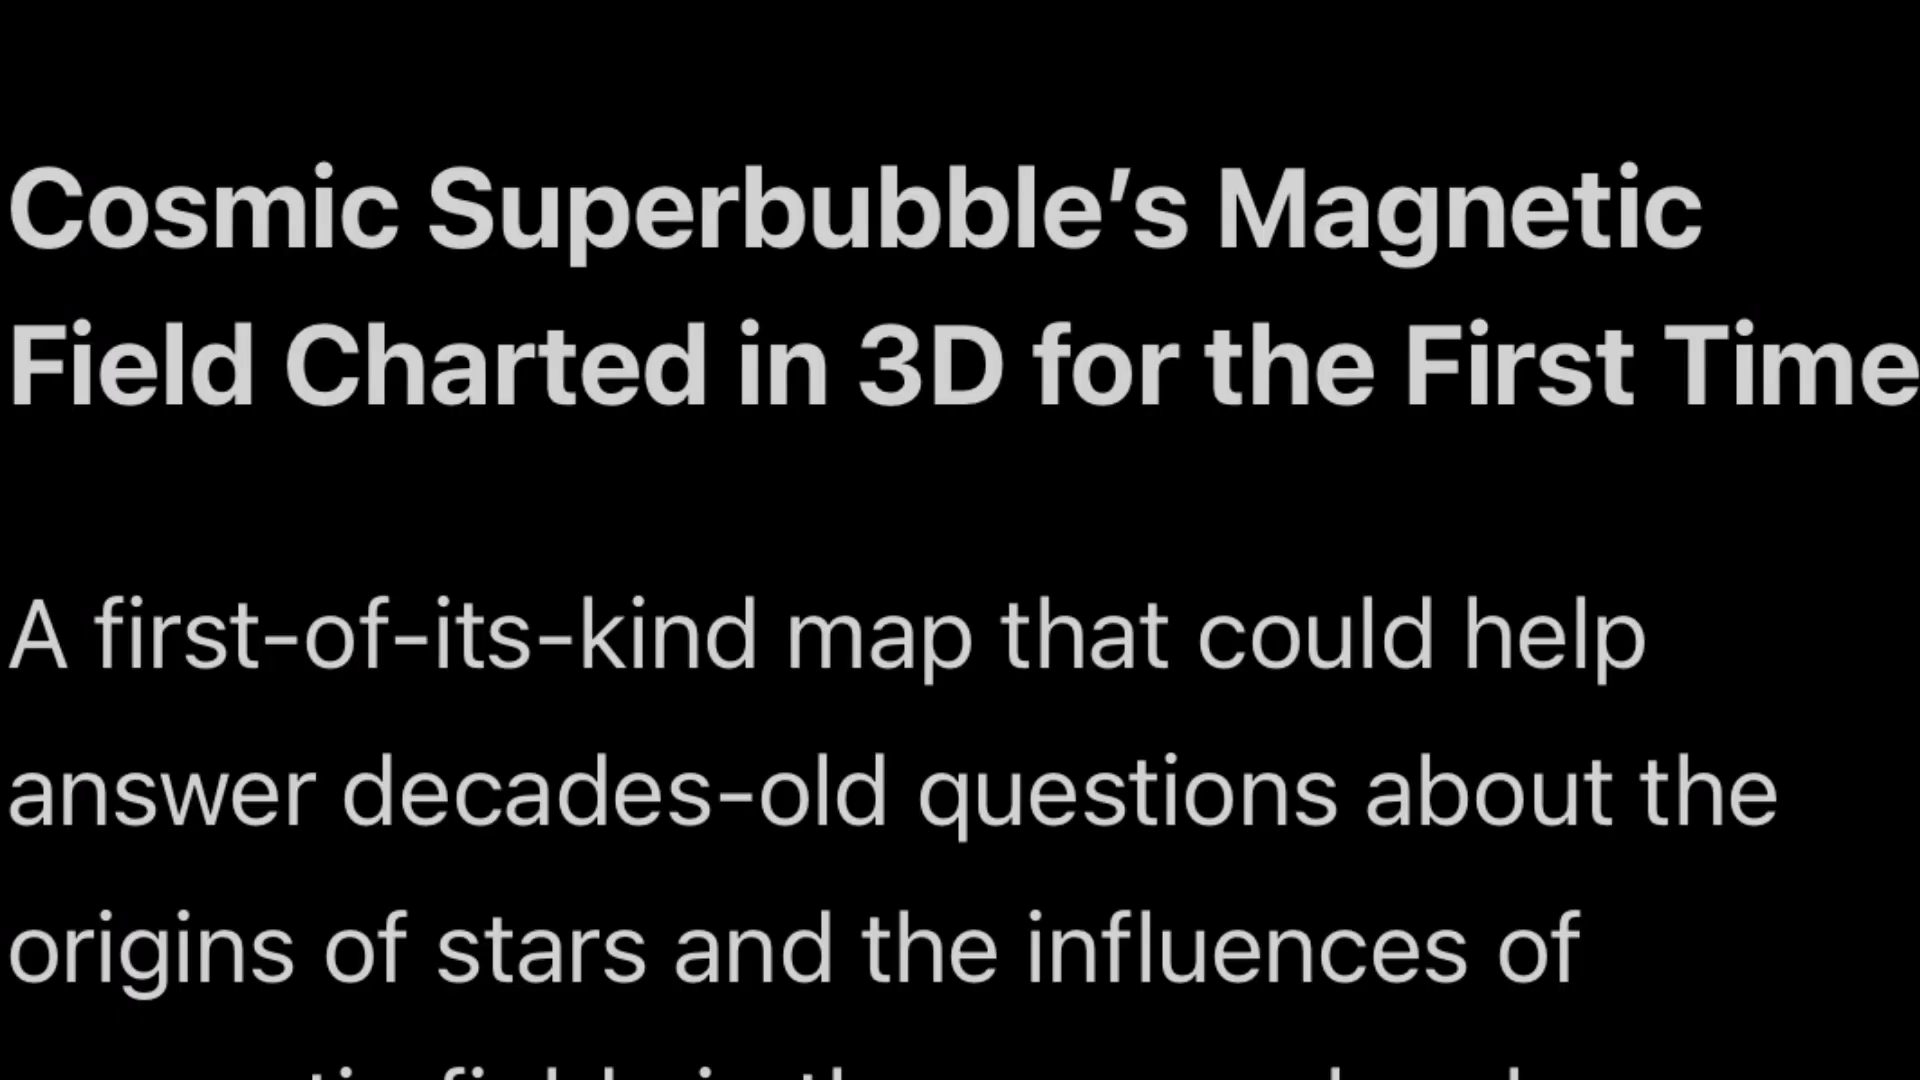 Cosmic Superbubble’s Magnetic
Field Charted in 3D for the First Time
A first-of-its-kind map that could help
answer decades-old questions about the
origins of stars and the influences of